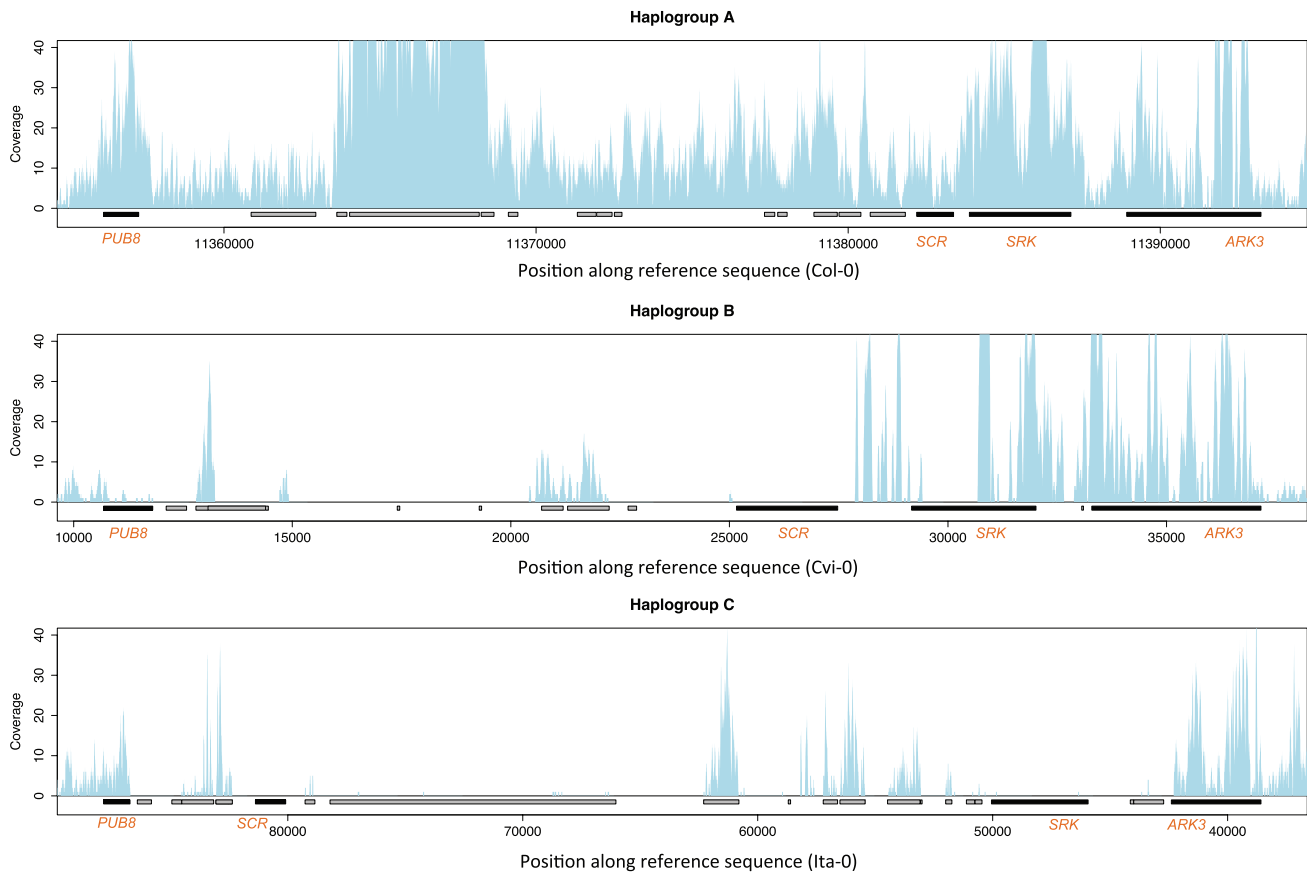 Haplogroup A
Coverage
0 10 20 30 40
PUB8 SCR SRK ARK3
11360000 11370000 11380000 11390000
Position along reference sequence (Col-0)
Haplogroup B
Coverage
0 10 20 30 40
PUB8 SCR SRK ARK3
10000 15000 20000 25000 30000 35000
Position along reference sequence (Cvi-0)
Haplogroup C
Coverage
0 10 20 30 40
PUB8 SCR SRK ARK3
80000 70000 60000 50000 40000
Position along reference sequence (Ita-0)